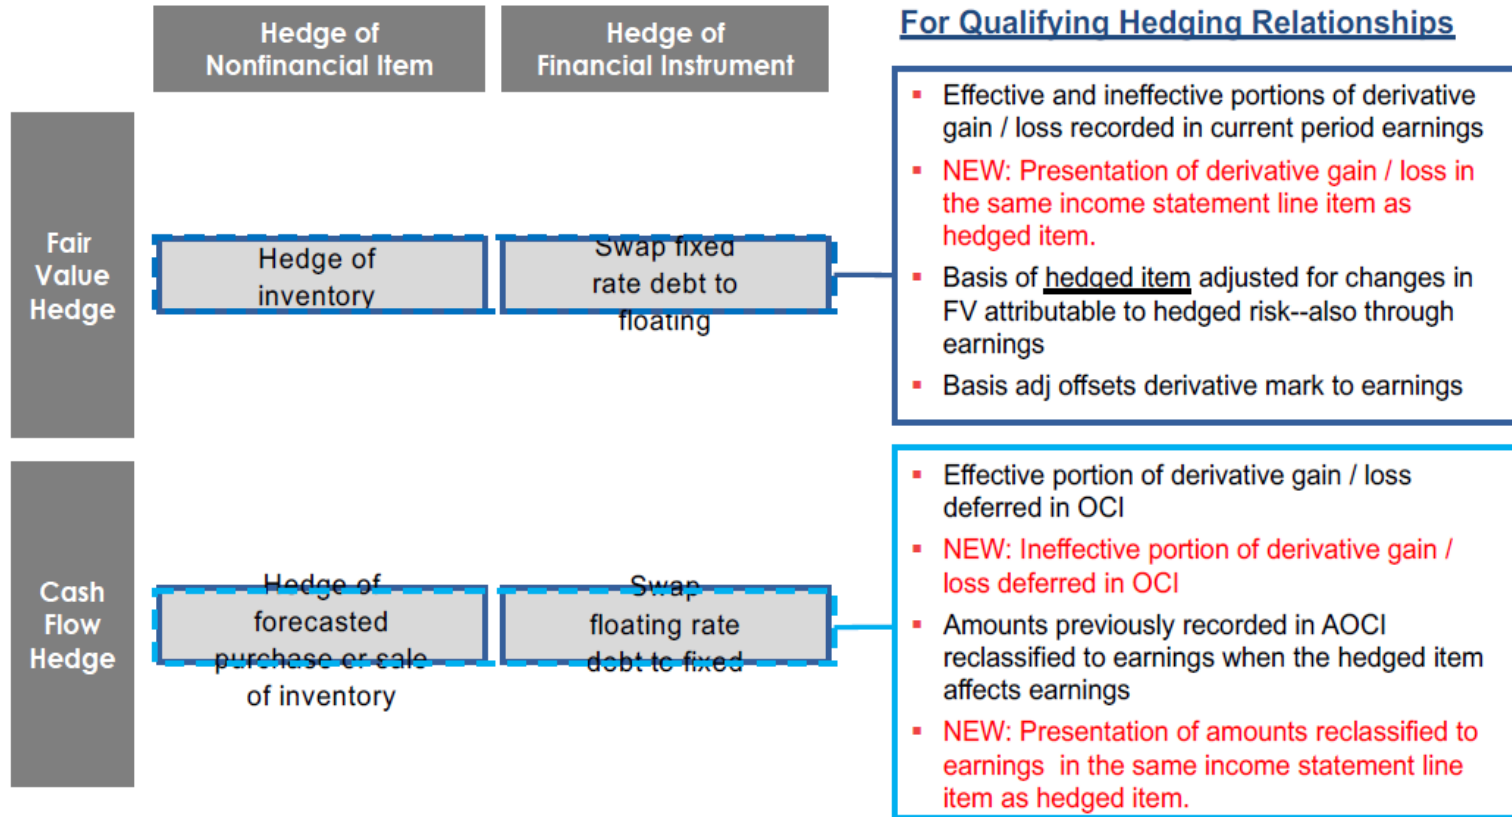 Hedge of
Nonfinancial Item
Hedge of
Financial Instrument
For Qualifying Hedging Relationships
Fair
Value
Hedge
Hedge of
inventory
Swap fixed
rate debt to
floating
▪ Effective and ineffective portions of derivative
gain / loss recorded in current period earnings
▪ NEW: Presentation of derivative gain / loss in
the same income statement line item as
hedged item.
▪ Basis of hedged item adjusted for changes in
FV attributable to hedged risk--also through
earnings
▪ Basis adj offsets derivative mark to earnings
Cash
Flow
Hedge
Hedge of
forecasted
purchase or sale
of inventory
Swap
floating rate
debt to fixed
▪ Effective portion of derivative gain / loss
deferred in OCI
▪ NEW: Ineffective portion of derivative gain /
loss deferred in OCI
▪ Amounts previously recorded in AOCI
reclassified to earnings when the hedged item
affects earnings
▪ NEW: Presentation of amounts reclassified to
earnings in the same income statement line
item as hedged item.